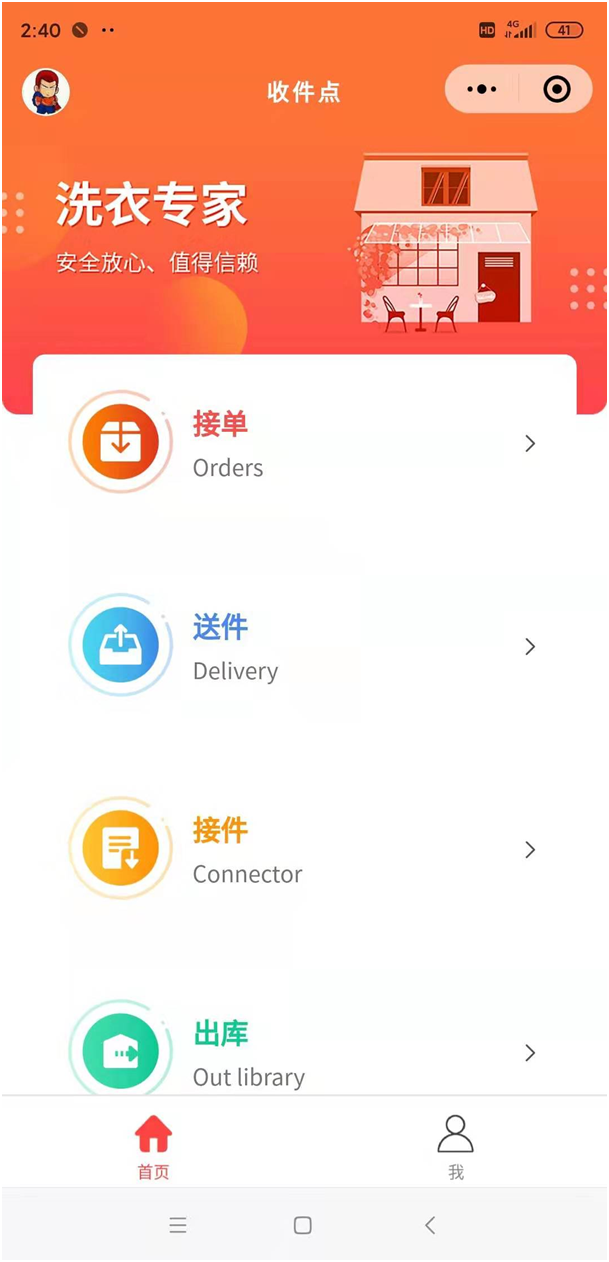 2:40
HD
4G
41
收件点
洗衣专家
安全放心、值得信赖
接单
Orders
送件
Delivery
接件
Connector
出库
Out library
首页
我